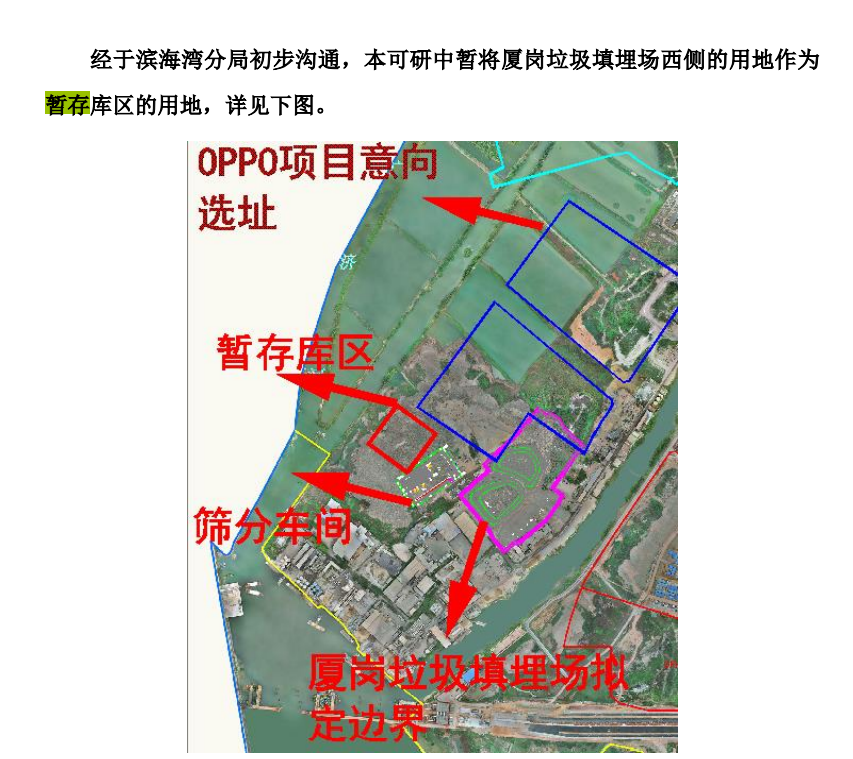 经于滨海湾分局初步沟通，本可研中暂将厦岗垃圾填埋场西侧的用地作为
暂存库区的用地，详见下图。
OPPO项目意向
选址
济
暂存库区
筛分车间
厦岗垃圾填埋场拟
定边界